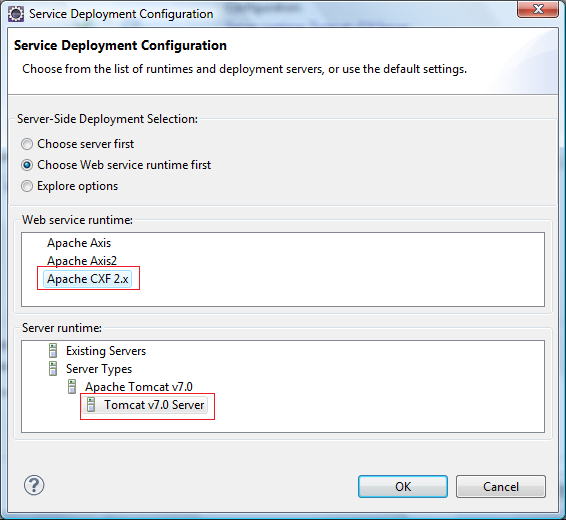 Service Deployment Configuration
Service Deployment Configuration
Choose from the list of runtimes and deployment servers, or use the default settings.
Server-Side Deployment Selection:
Choose server first
Choose Web service runtime first
Explore options
Web service runtime:
Apache Axis
Apache Axis2
Apache CXF 2.x
Server runtime:
Existing Servers
Server Types
Apache Tomcat v7.0
Tomcat v7.0 Server
?
OK
Cancel